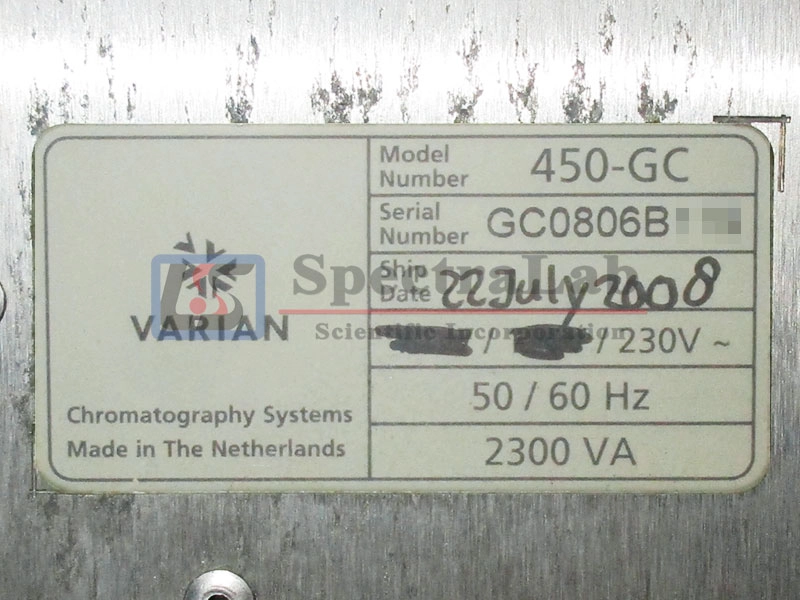 VARIAN
Chromatography Systems
Made in The Netherlands
Model Number 450-GC
Serial Number GC0806B
Ship Date 22 July 2008
/ / 230V ~
50 / 60 Hz
2300 VA
SpectraLab
Scientific Incorporation